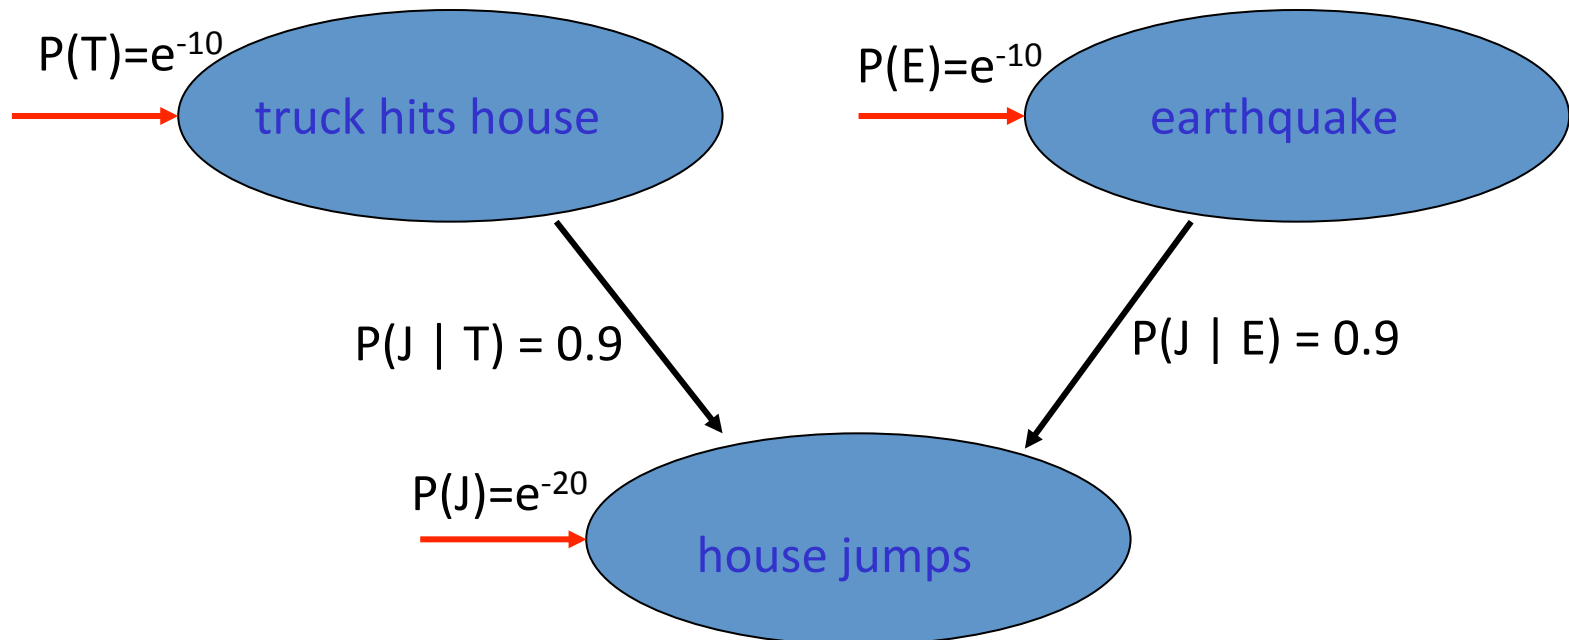 P(T)=e⁻¹⁰
P(E)=e⁻¹⁰
truck hits house
earthquake
P(J | T) = 0.9
P(J | E) = 0.9
P(J)=e⁻²⁰
house jumps